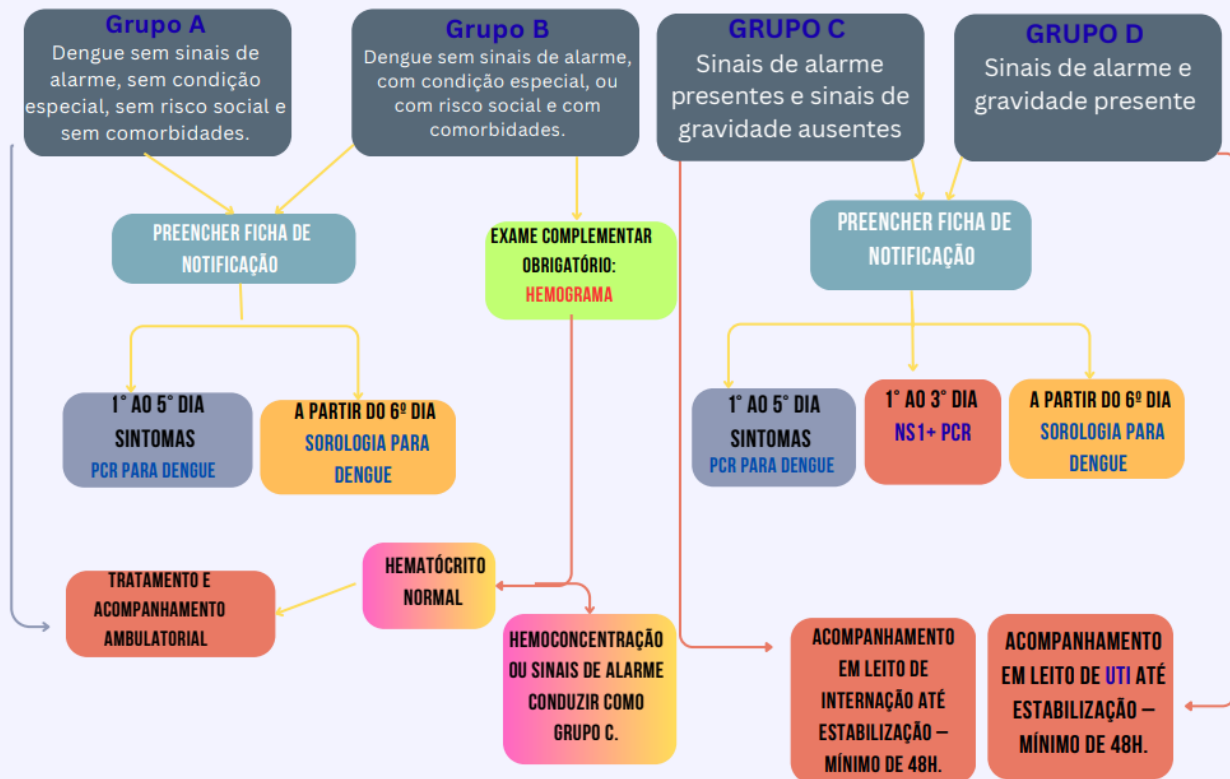 Grupo A
Dengue sem sinais de
alarme, sem condição
especial, sem risco social e
sem comorbidades.
Grupo B
Dengue sem sinais de alarme,
com condição especial, ou
com risco social e com
comorbidades.
GRUPO C
Sinais de alarme
presentes e sinais de
gravidade ausentes
GRUPO D
Sinais de alarme e
gravidade presente
PREENCHER FICHA DE
NOTIFICAÇÃO
EXAME COMPLEMENTAR
OBRIGATÓRIO:
HEMOGRAMA
PREENCHER FICHA DE
NOTIFICAÇÃO
1° AO 5° DIA
SINTOMAS
PCR PARA DENGUE
A PARTIR DO 6º DIA
SOROLOGIA PARA
DENGUE
1° AO 5° DIA
SINTOMAS
PCR PARA DENGUE
1° AO 3° DIA
NS1+ PCR
A PARTIR DO 6º DIA
SOROLOGIA PARA
DENGUE
TRATAMENTO E
ACOMPANHAMENTO
AMBULATORIAL
HEMATÓCRITO
NORMAL
HEMOCONCENTRAÇÃO
OU SINAIS DE ALARME
CONDUZIR COMO
GRUPO C.
ACOMPANHAMENTO
EM LEITO DE
INTERNAÇÃO ATÉ
ESTABILIZAÇÃO –
MÍNIMO DE 48H.
ACOMPANHAMENTO
EM LEITO DE UTI ATÉ
ESTABILIZAÇÃO –
MÍNIMO DE 48H.